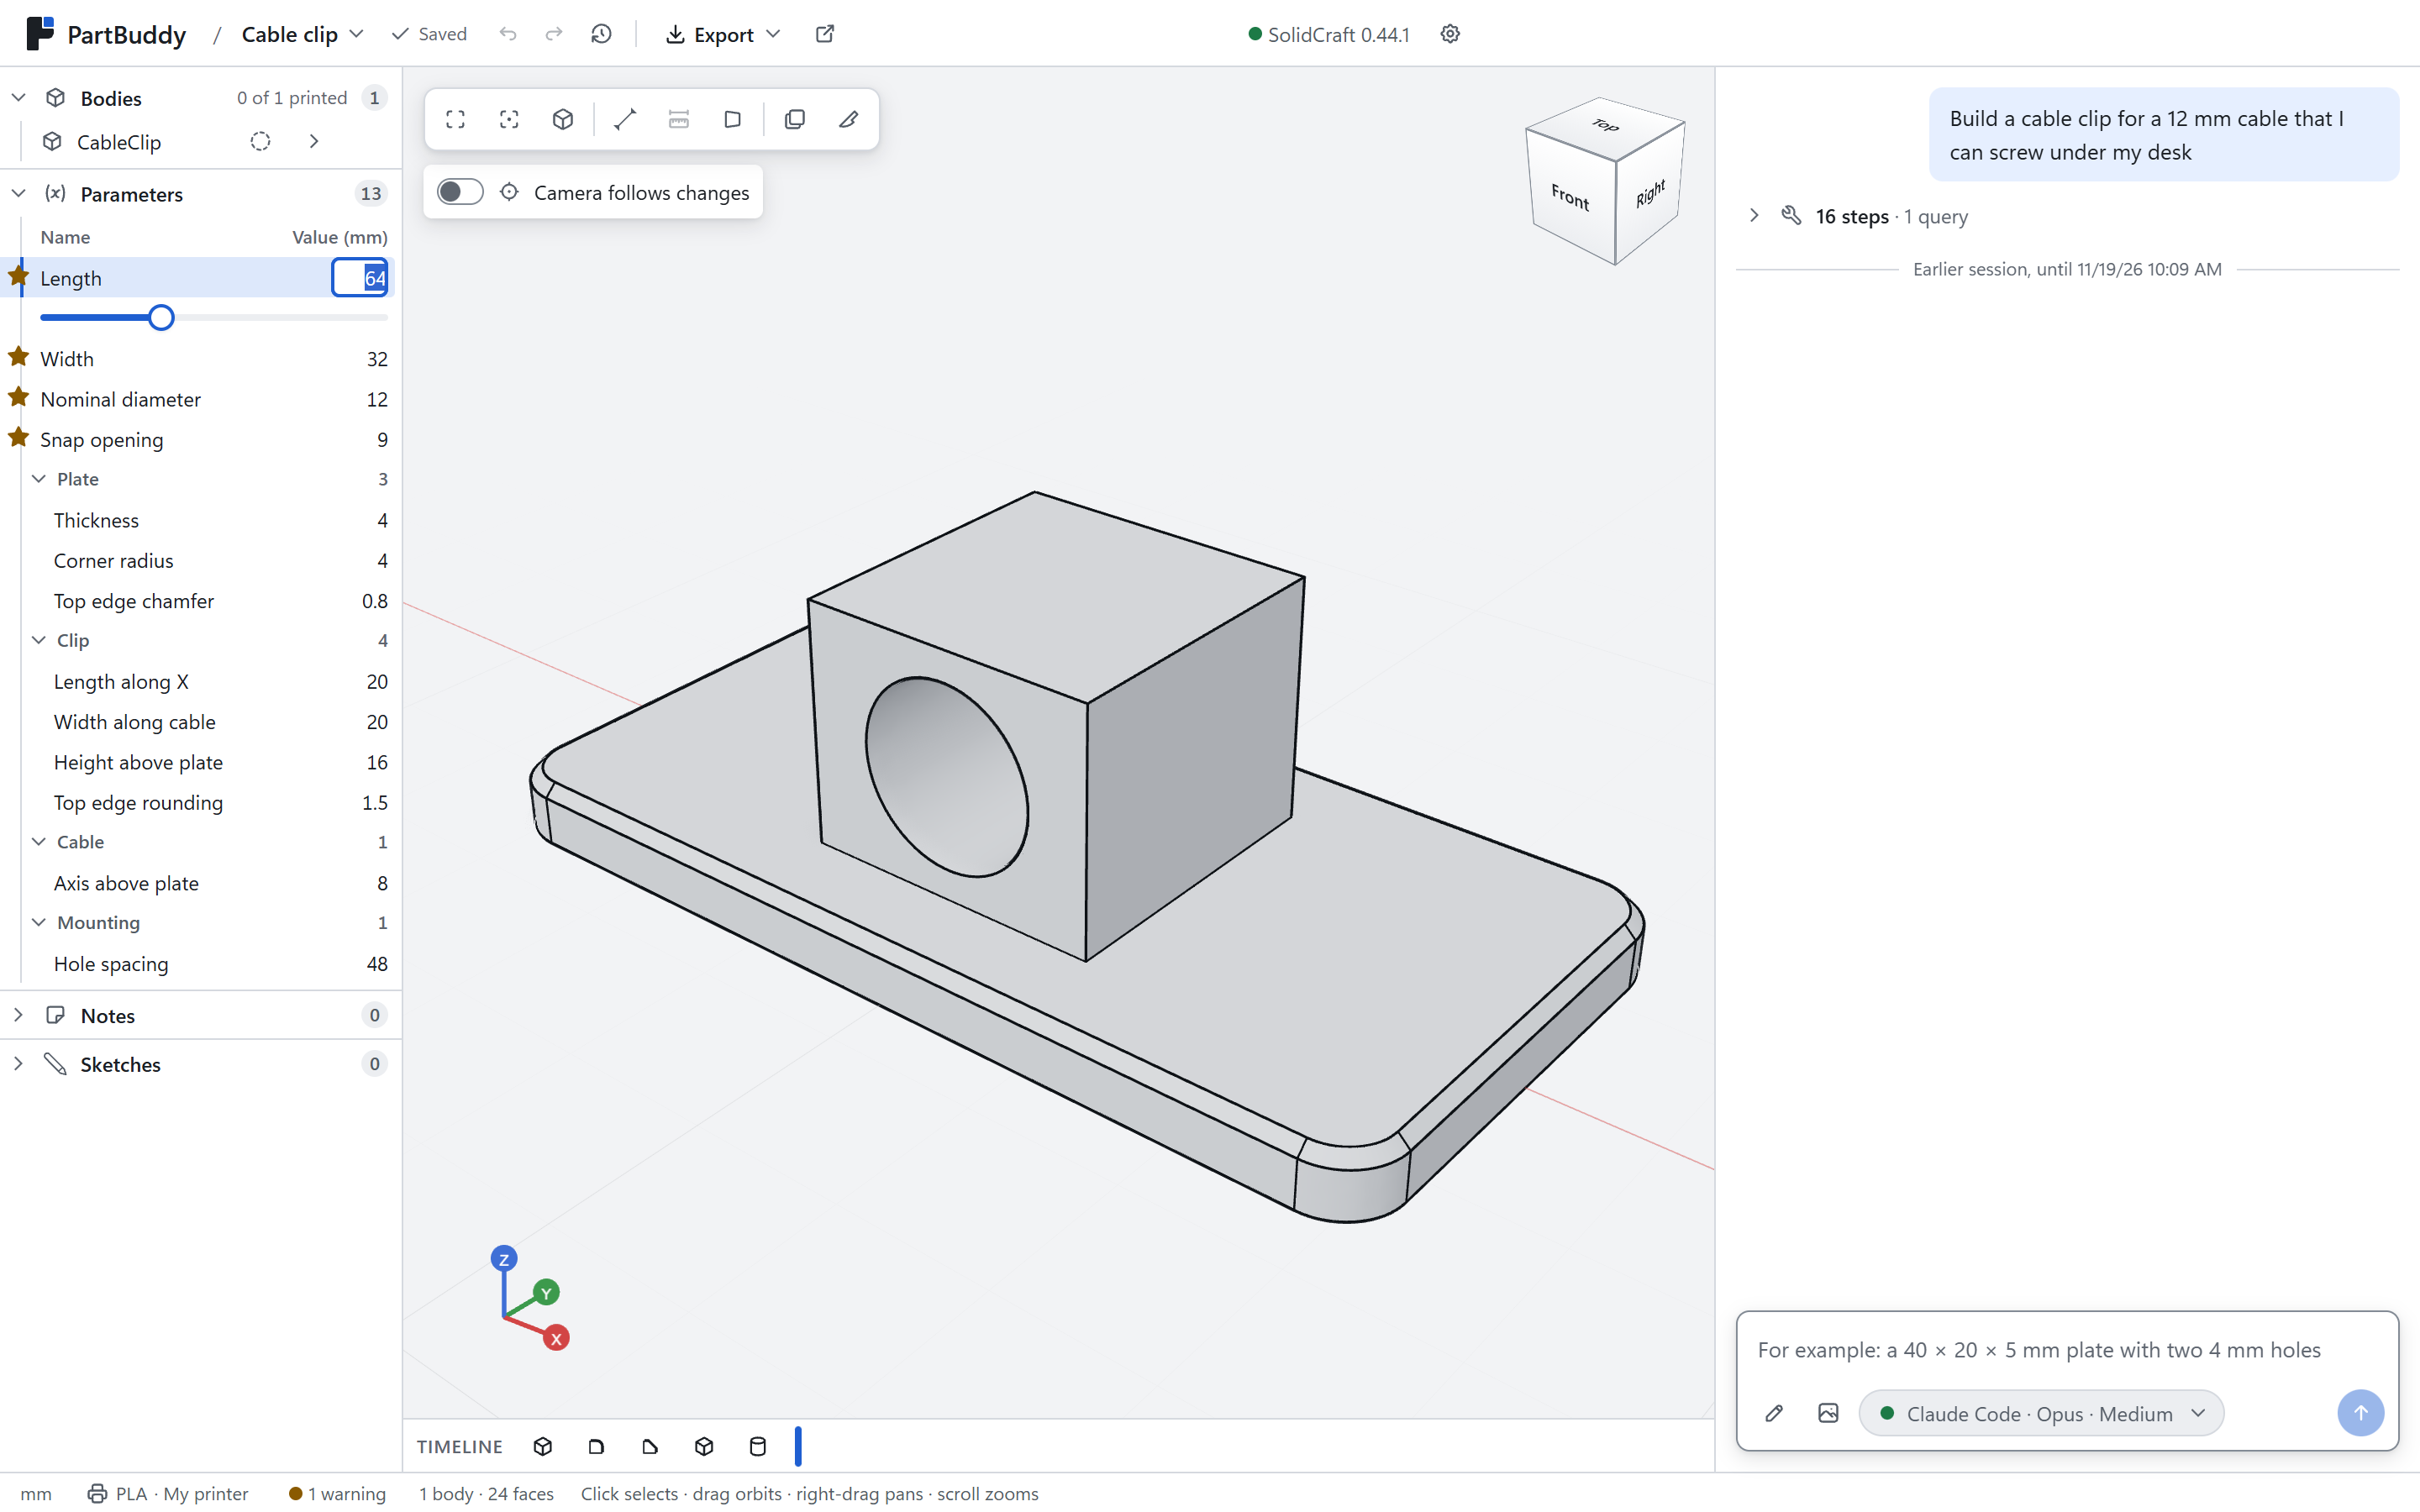 PartBuddy / Cable clip Saved Export SolidCraft 0.44.1
Bodies 0 of 1 printed 1
CableClip
(x) Parameters 13
Name Value (mm)
Length 64
Width 32
Nominal diameter 12
Snap opening 9
Plate 3
Thickness 4
Corner radius 4
Top edge chamfer 0.8
Clip 4
Length along X 20
Width along cable 20
Height above plate 16
Top edge rounding 1.5
Cable 1
Axis above plate 8
Mounting 1
Hole spacing 48
Notes 0
Sketches 0
Camera follows changes
Top
Front
Right
Z
Y
X
TIMELINE
Build a cable clip for a 12 mm cable that I
can screw under my desk
16 steps · 1 query
Earlier session, until 11/19/26 10:09 AM
For example: a 40 × 20 × 5 mm plate with two 4 mm holes
Claude Code · Opus · Medium
mm PLA · My printer 1 warning 1 body · 24 faces Click selects · drag orbits · right-drag pans · scroll zooms